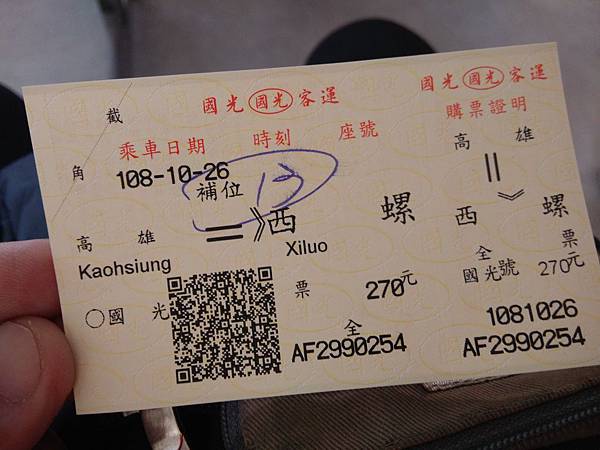 截
角
國光 國光 客運
乘車日期 時刻 座號
108-10-26
補位
高雄 ＝》 西螺
Kaohsiung Xiluo
○國光
票 270元
全
AF2990254
國光 國光 客運
購票證明
高雄
西螺
全票
國光號 270元
1081026
AF2990254